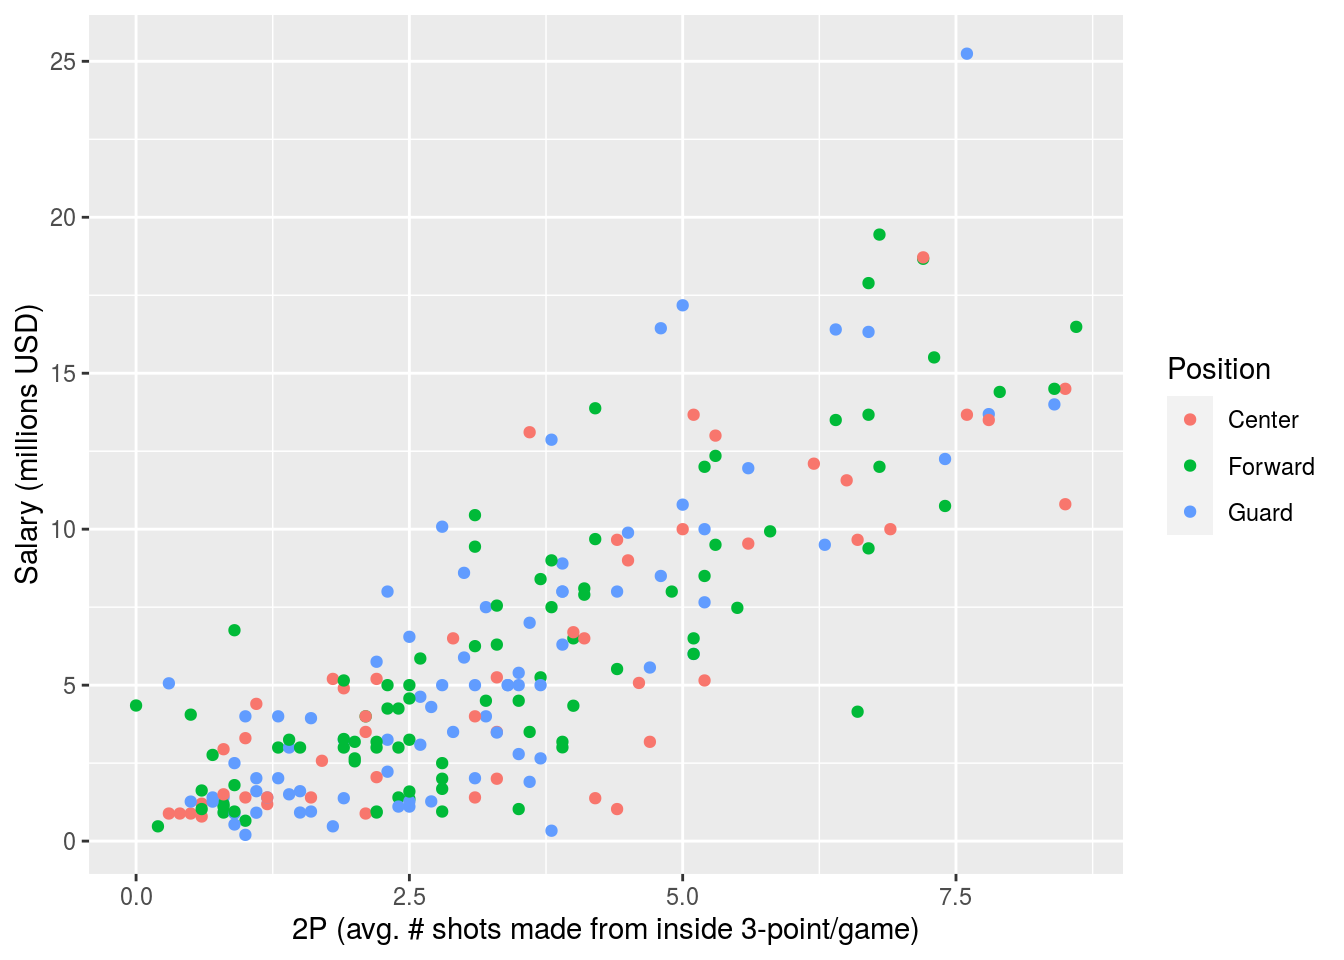 25
20
15
10
5
0
Salary (millions USD)
0.0
2.5
5.0
7.5
2P (avg. # shots made from inside 3-point/game)
Position
Center
Forward
Guard